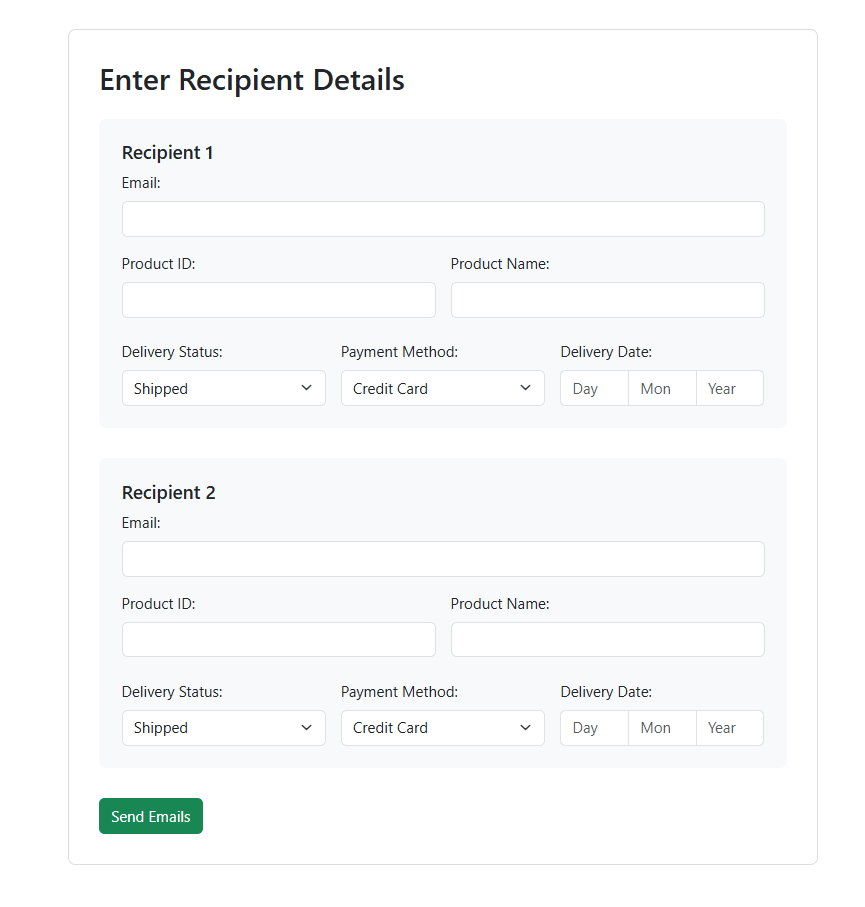 Enter Recipient Details
Recipient 1
Email:
Product ID: Product Name:
Delivery Status: Payment Method: Delivery Date:
Shipped Credit Card Day Mon Year
Recipient 2
Email:
Product ID: Product Name:
Delivery Status: Payment Method: Delivery Date:
Shipped Credit Card Day Mon Year
Send Emails